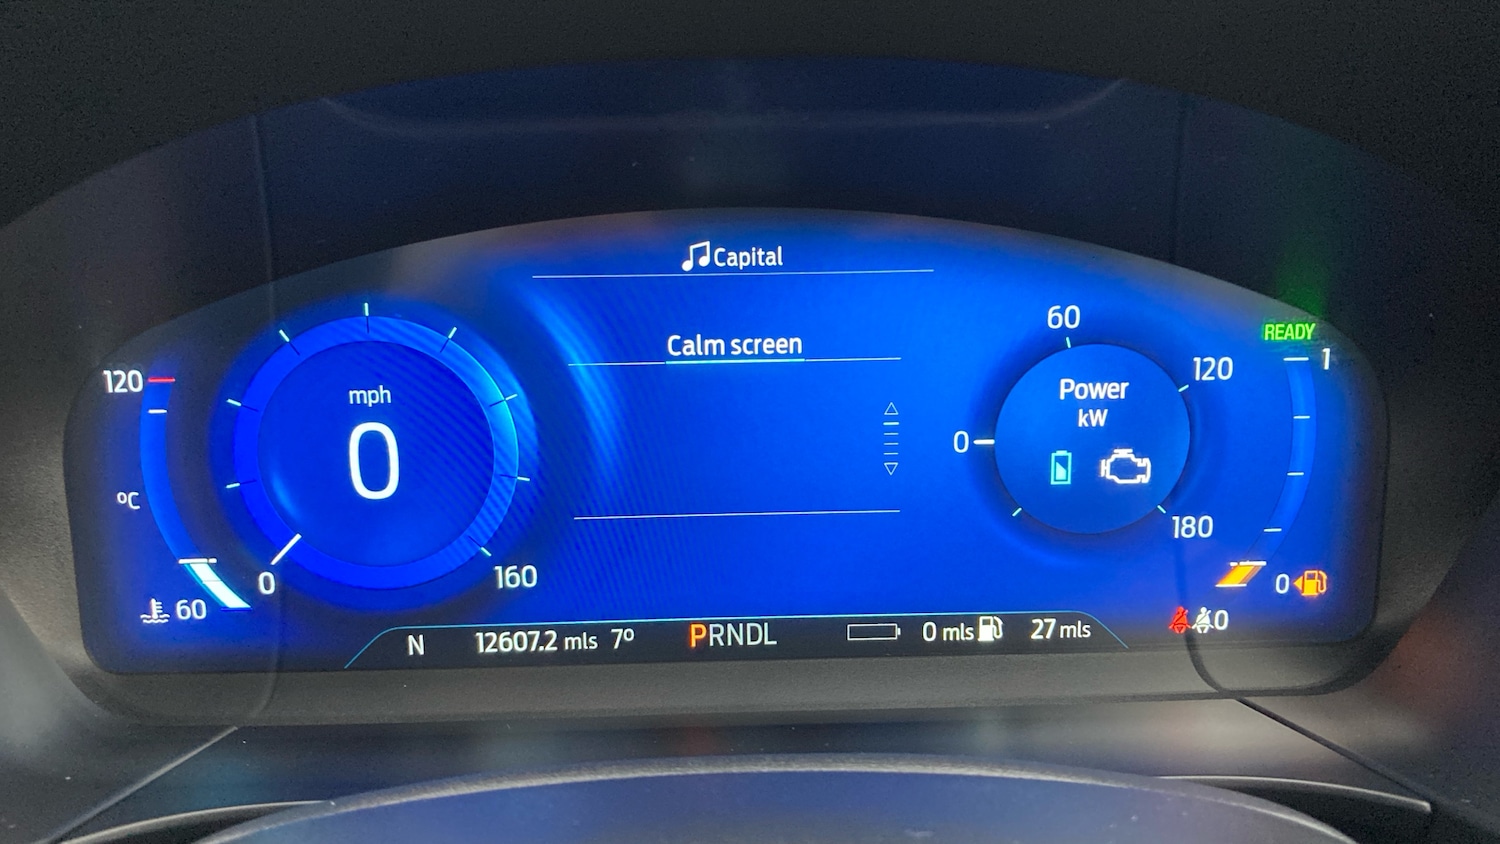 Capital
Calm screen
120
°C
60
mph
0
0
160
Power
kW
0
60
120
180
READY
1
0
0
N
12607.2 mls
7º
PRNDL
0 mls
27 mls